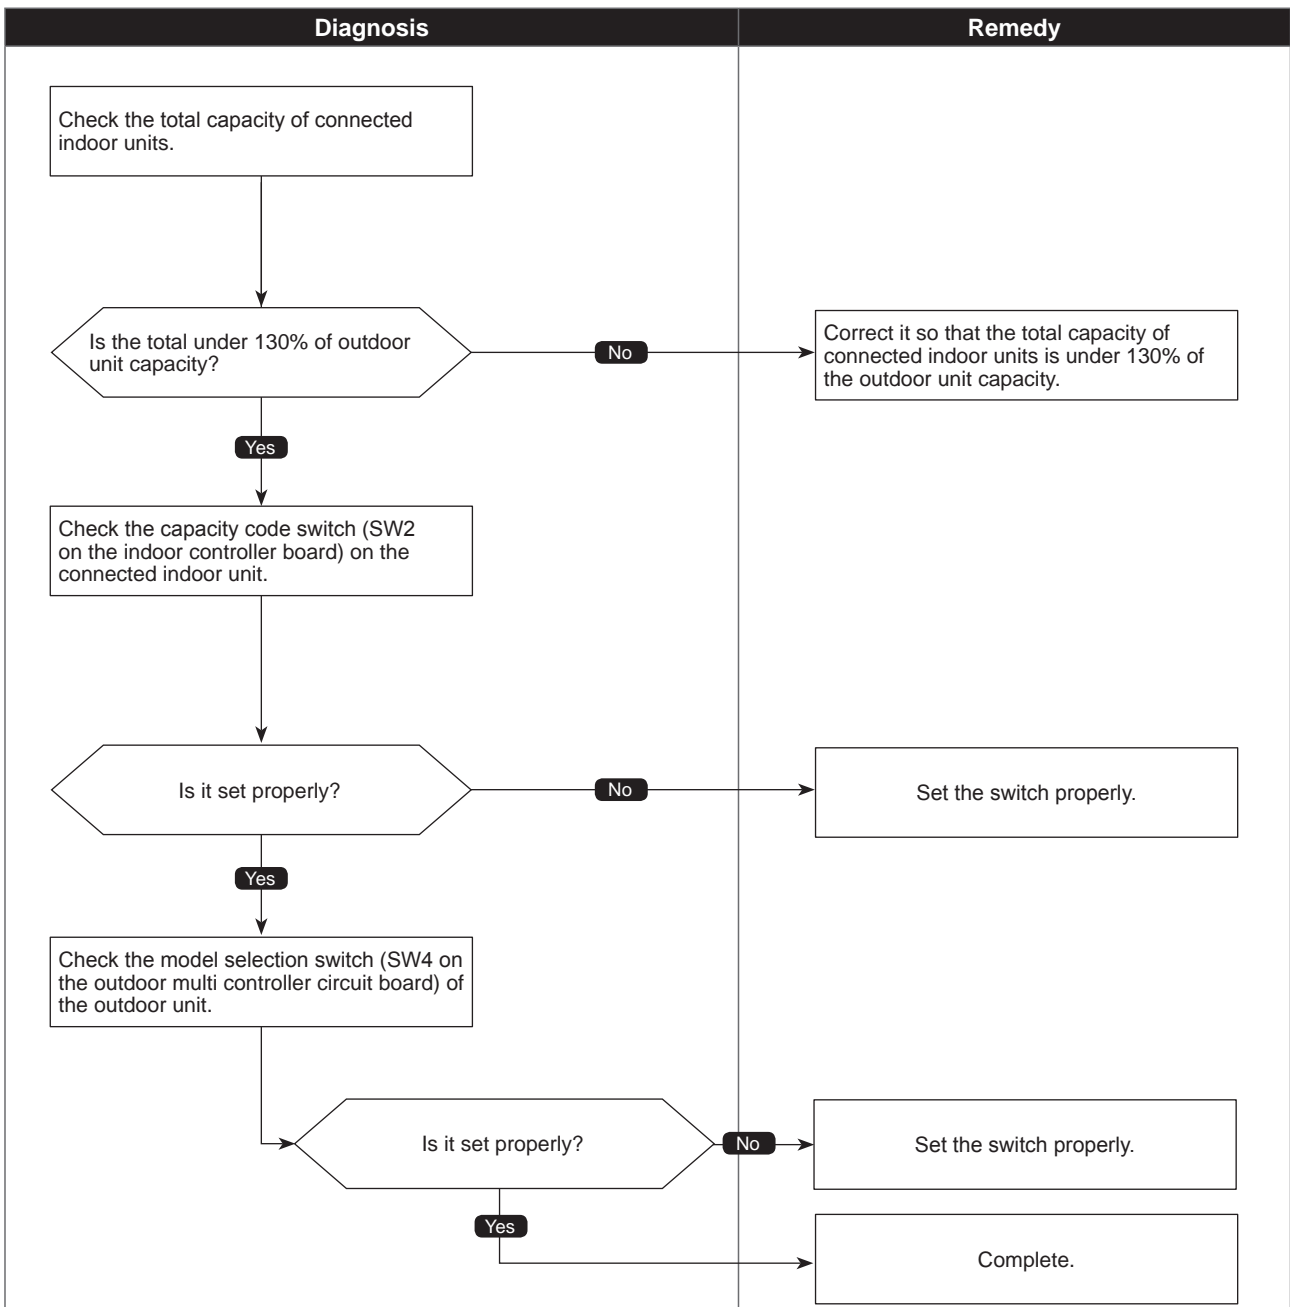 Diagnosis
Remedy
Check the total capacity of connected
indoor units.
Is the total under 130% of outdoor
unit capacity?
No
Correct it so that the total capacity of
connected indoor units is under 130% of
the outdoor unit capacity.
Yes
Check the capacity code switch (SW2
on the indoor controller board) on the
connected indoor unit.
Is it set properly?
No
Set the switch properly.
Yes
Check the model selection switch (SW4 on
the outdoor multi controller circuit board) of
the outdoor unit.
Is it set properly?
No
Set the switch properly.
Yes
Complete.